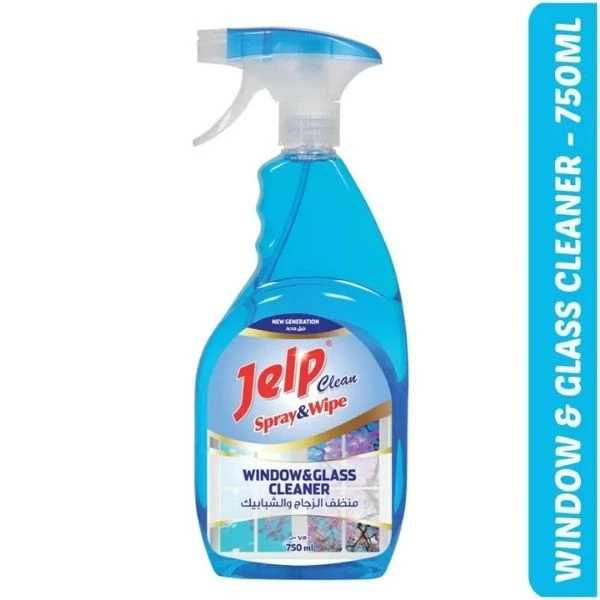 NEW GENERATION
جيل جديد
Jelp® Clean
Spray&Wipe
WINDOW&GLASS
CLEANER
منظف الزجاج والشبابيك
750 ml
WINDOW & GLASS CLEANER - 750ML